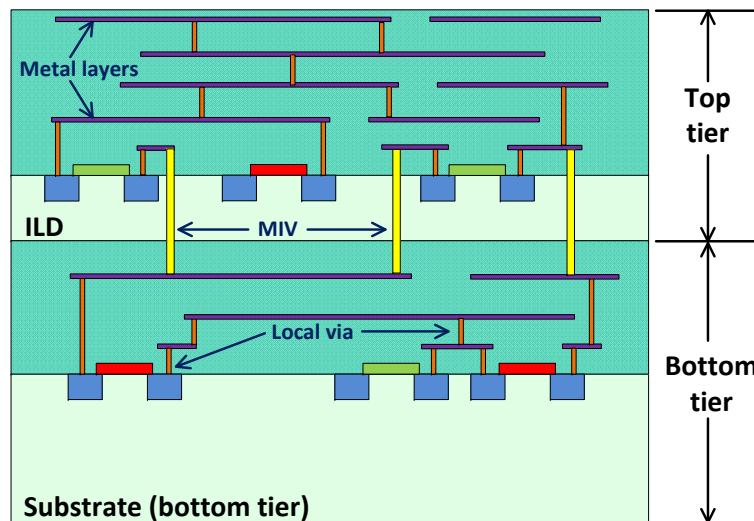 Metal layers
Top
tier
ILD
MIV
Local via
Bottom
tier
Substrate (bottom tier)